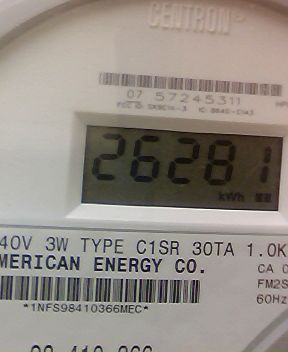 CENTRON
07 57245311
26281
kWh
40V 3W TYPE C1SR 30TA 1.0K
MERICAN ENERGY CO.
CA 0
FM2S
60Hz
*1NFS98410366MEC*